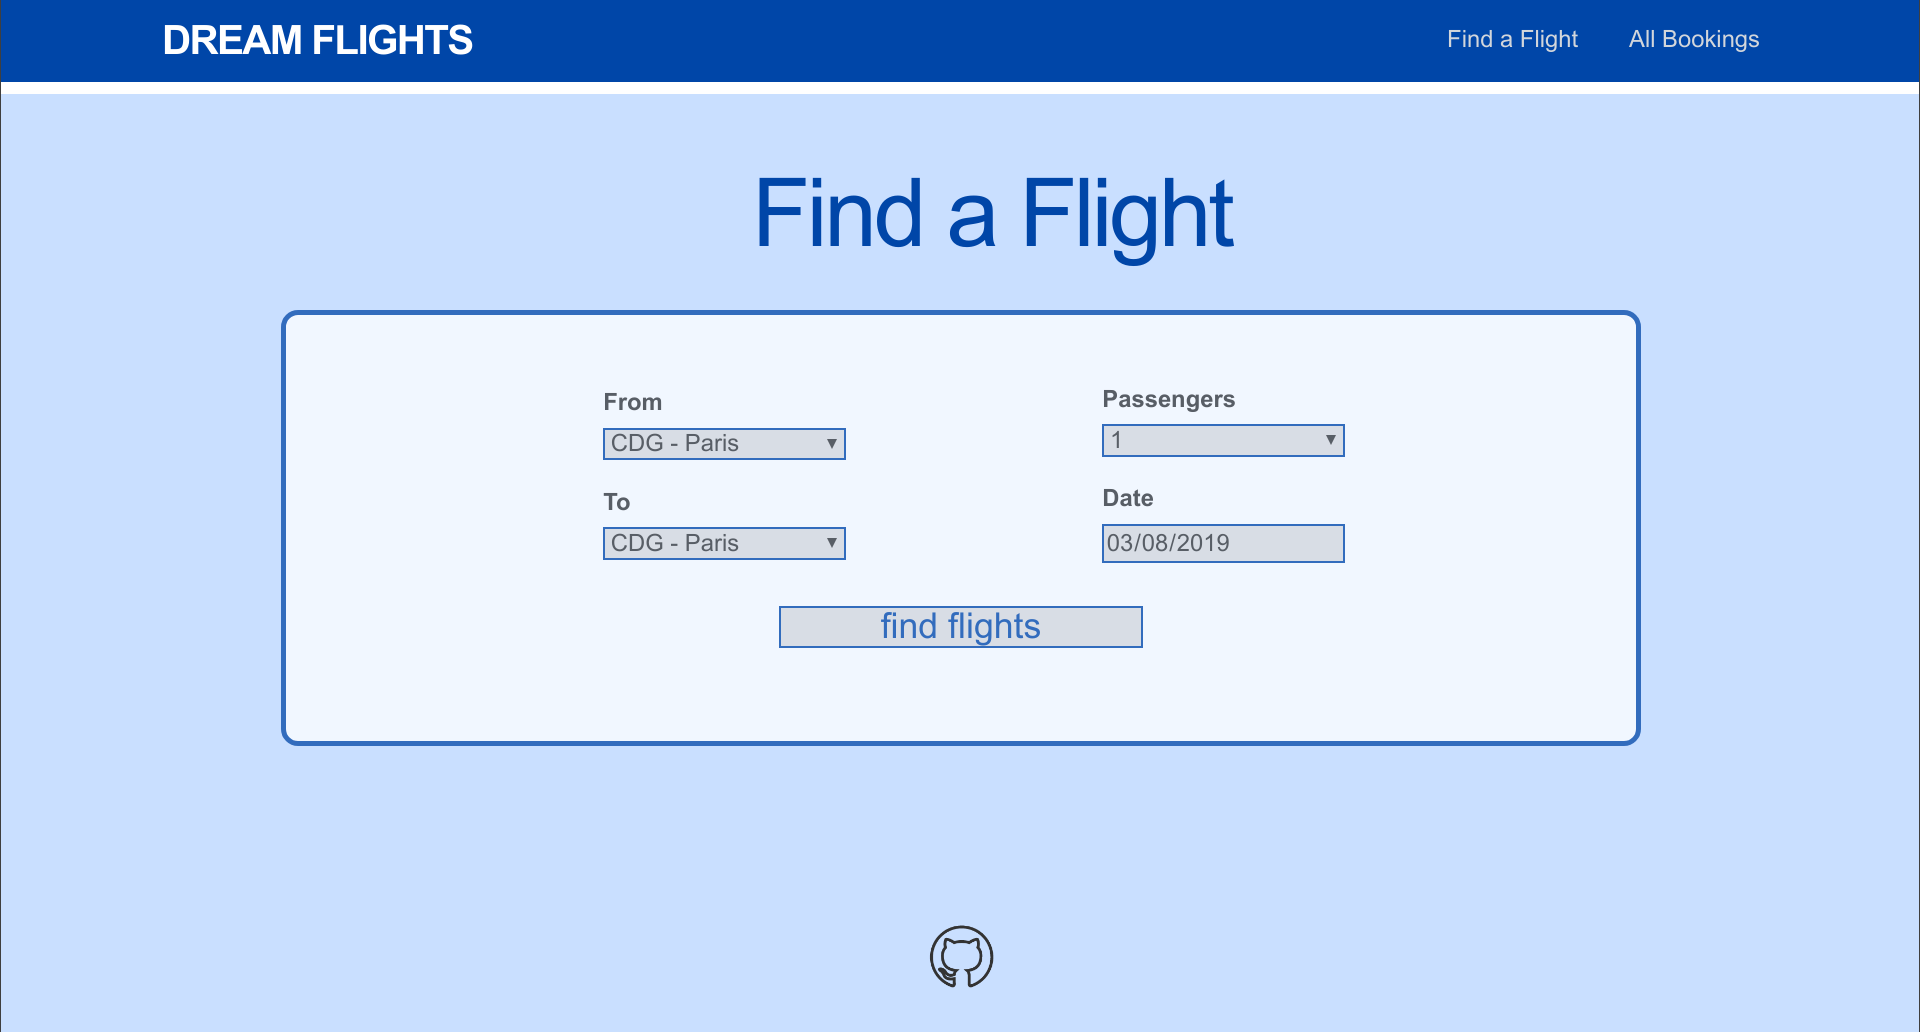 DREAM FLIGHTS
Find a Flight
All Bookings
Find a Flight
From
CDG - Paris
To
CDG - Paris
Passengers
1
Date
03/08/2019
find flights